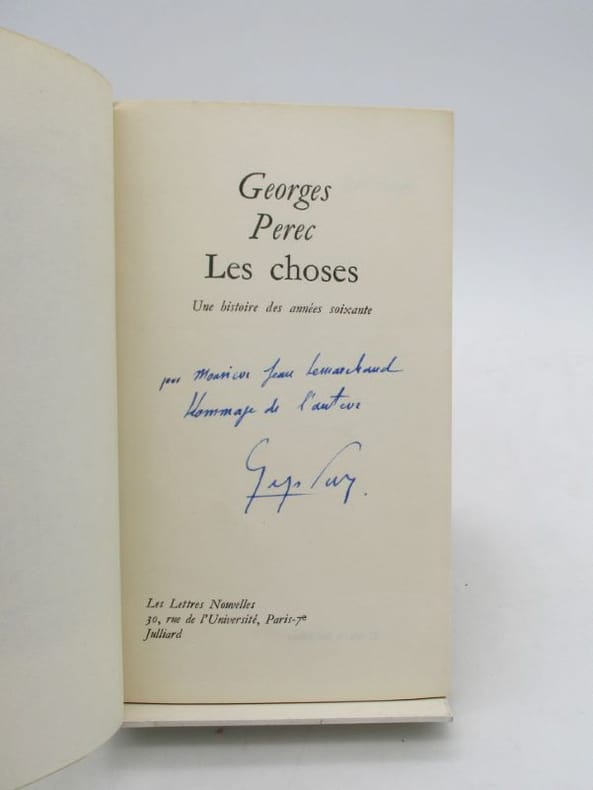 Georges
Perec
Les choses
Une histoire des années soixante
pour Monsieur Jean Lemarchand
Hommage de l'auteur
Les Lettres Nouvelles
30, rue de l'Université, Paris-7e
Julliard